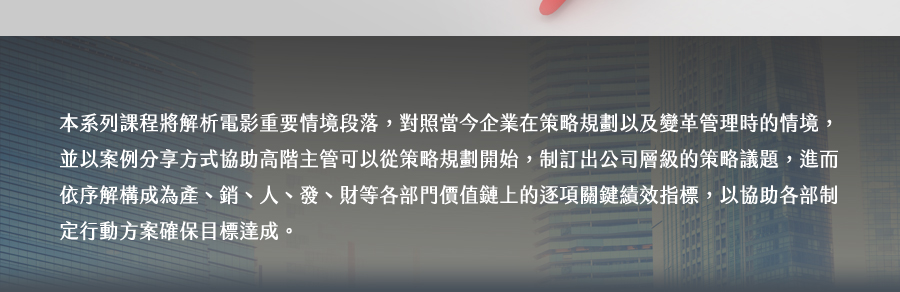 本系列課程將解析電影重要情境段落，對照當今企業在策略規劃以及變革管理時的情境，
並以案例分享方式協助高階主管可以從策略規劃開始，制訂出公司層級的策略議題，進而
依序解構成為產、銷、人、發、財等各部門價值鏈上的逐項關鍵績效指標，以協助各部制
定行動方案確保目標達成。